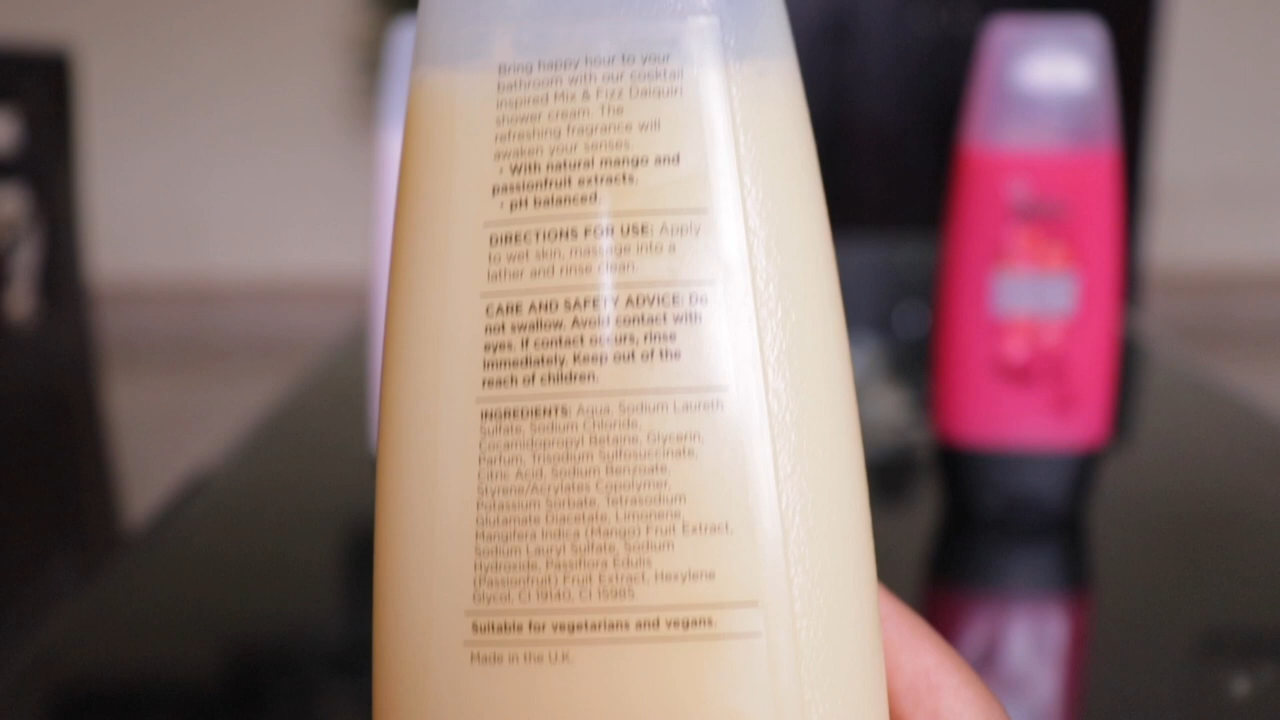 Bring happy hour to your
bathroom with our cocktail
inspired Mix & Fizz Daiquiri
shower cream. The
refreshing fragrance will
awaken your senses.
• With natural mango and
passionfruit extracts.
• pH balanced.
DIRECTIONS FOR USE: Apply
to wet skin, massage into a
lather and rinse clean.
CARE AND SAFETY ADVICE: Do
not swallow. Avoid contact with
eyes. If contact occurs, rinse
immediately. Keep out of the
reach of children.
INGREDIENTS: Aqua, Sodium Laureth
Sulfate, Sodium Chloride,
Cocamidopropyl Betaine, Glycerin,
Parfum, Trisodium Sulfosuccinate,
Citric Acid, Sodium Benzoate,
Styrene/Acrylates Copolymer,
Potassium Sorbate, Tetrasodium
Glutamate Diacetate, Limonene,
Mangifera Indica (Mango) Fruit Extract,
Sodium Lauryl Sulfate, Sodium
Hydroxide, Passiflora Edulis
(Passionfruit) Fruit Extract, Hexylene
Glycol, CI 19140, CI 15985
Suitable for vegetarians and vegans.
Made in the U.K.